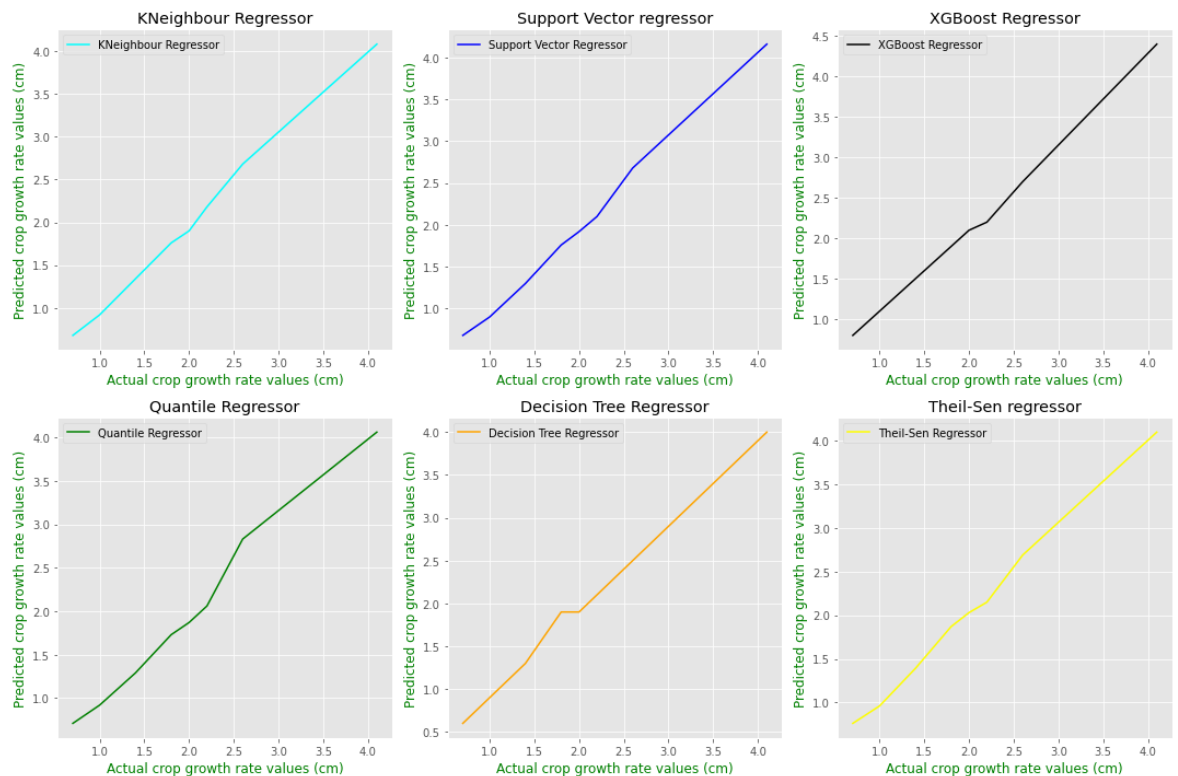 KNeighbour Regressor
KNeighbour Regressor
Predicted crop growth rate values (cm)
4.0
3.5
3.0
2.5
2.0
1.5
1.0
1.0 1.5 2.0 2.5 3.0 3.5 4.0
Actual crop growth rate values (cm)
Support Vector regressor
Support Vector Regressor
Predicted crop growth rate values (cm)
4.0
3.5
3.0
2.5
2.0
1.5
1.0
1.0 1.5 2.0 2.5 3.0 3.5 4.0
Actual crop growth rate values (cm)
XGBoost Regressor
XGBoost Regressor
Predicted crop growth rate values (cm)
4.5
4.0
3.5
3.0
2.5
2.0
1.5
1.0
1.0 1.5 2.0 2.5 3.0 3.5 4.0
Actual crop growth rate values (cm)
Quantile Regressor
Quantile Regressor
Predicted crop growth rate values (cm)
4.0
3.5
3.0
2.5
2.0
1.5
1.0
1.0 1.5 2.0 2.5 3.0 3.5 4.0
Actual crop growth rate values (cm)
Decision Tree Regressor
Decision Tree Regressor
Predicted crop growth rate values (cm)
4.0
3.5
3.0
2.5
2.0
1.5
1.0
0.5
1.0 1.5 2.0 2.5 3.0 3.5 4.0
Actual crop growth rate values (cm)
Theil-Sen regressor
Theil-Sen Regressor
Predicted crop growth rate values (cm)
4.0
3.5
3.0
2.5
2.0
1.5
1.0
1.0 1.5 2.0 2.5 3.0 3.5 4.0
Actual crop growth rate values (cm)